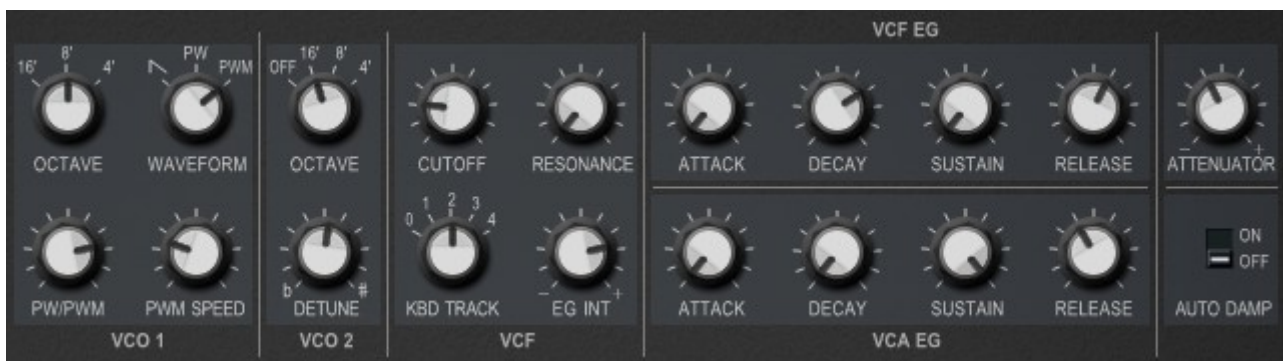 VCF EG
16' 8' 4'
PW PWM
OFF 16' 8' 4'
OCTAVE WAVEFORM OCTAVE CUTOFF RESONANCE ATTACK DECAY SUSTAIN RELEASE
- +
ATTENUATOR
0 1 2 3 4
ON
OFF
b #
- +
PW/PWM PWM SPEED DETUNE KBD TRACK EG INT ATTACK DECAY SUSTAIN RELEASE AUTO DAMP
VCO 1 VCO 2 VCF VCA EG